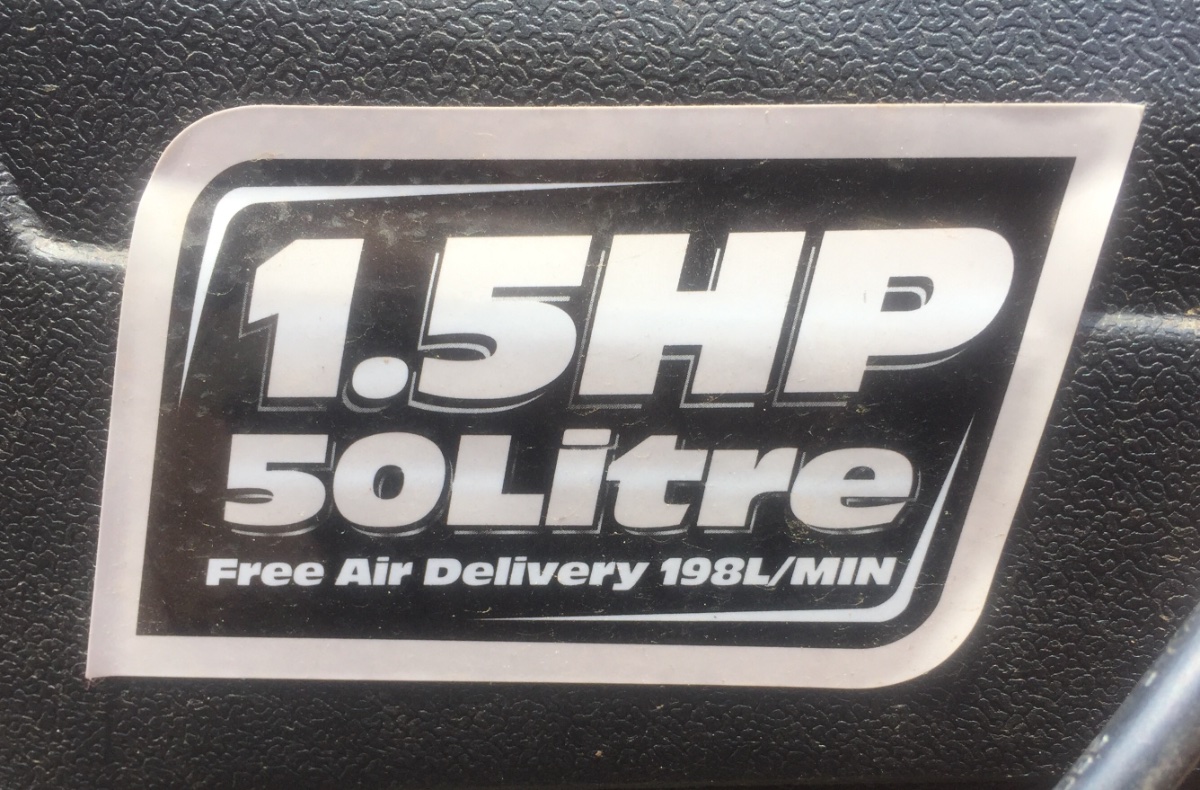 1.5HP
50Litre
Free Air Delivery 198L/MIN